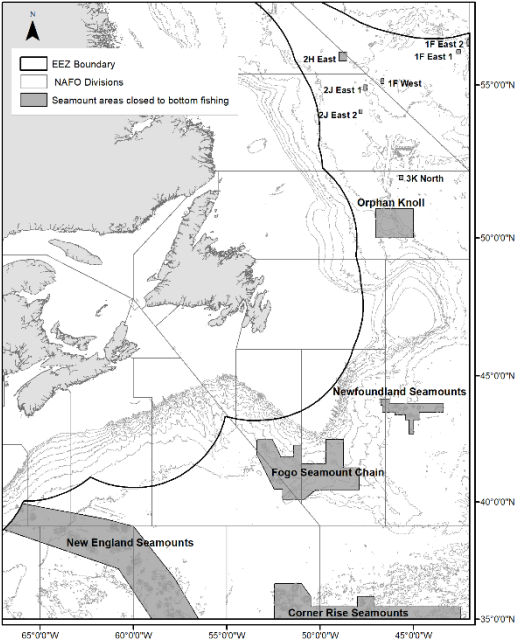 N
EEZ Boundary
NAFO Divisions
Seamount areas closed to bottom fishing
1F East 2
1F East 1
2H East
1F West
2J East 1
2J East 2
3K North
Orphan Knoll
Newfoundland Seamounts
Fogo Seamount Chain
New England Seamounts
Corner Rise Seamounts
55°0'0"N
50°0'0"N
45°0'0"N
40°0'0"N
35°0'0"N
65°0'0"W
60°0'0"W
55°0'0"W
50°0'0"W
45°0'0"W